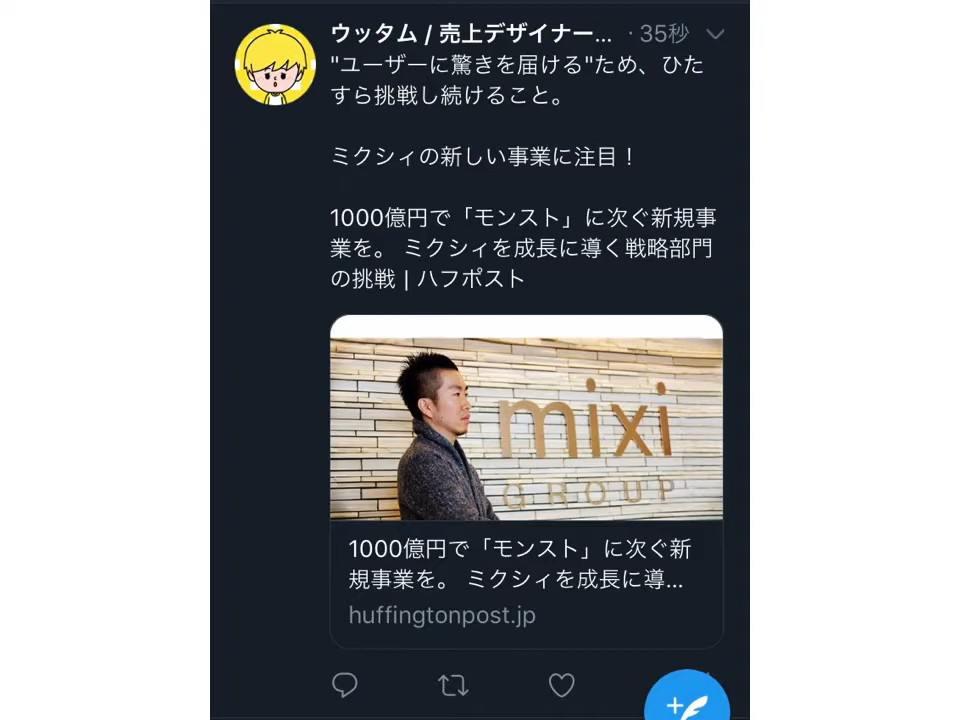 ウッタム / 売上デザイナー... ・35秒
"ユーザーに驚きを届ける"ため、ひた
すら挑戦し続けること。
ミクシィの新しい事業に注目！
1000億円で「モンスト」に次ぐ新規事
業を。 ミクシィを成長に導く戦略部門
の挑戦 | ハフポスト
mixi
GROUP
1000億円で「モンスト」に次ぐ新
規事業を。 ミクシィを成長に導...
huffingtonpost.jp